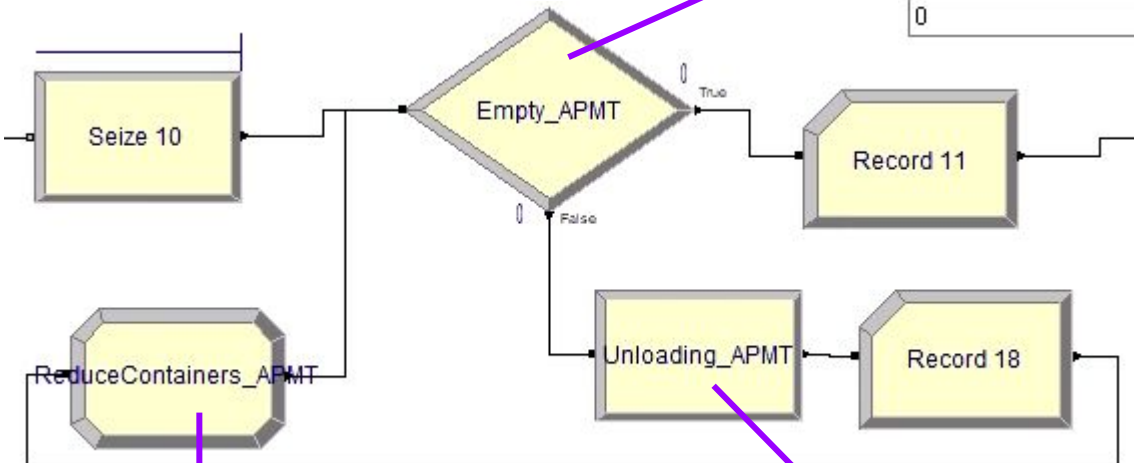 0
Seize 10
Empty_APMT
0
True
Record 11
0
False
ReduceContainers_APMT
Unloading_APMT
Record 18